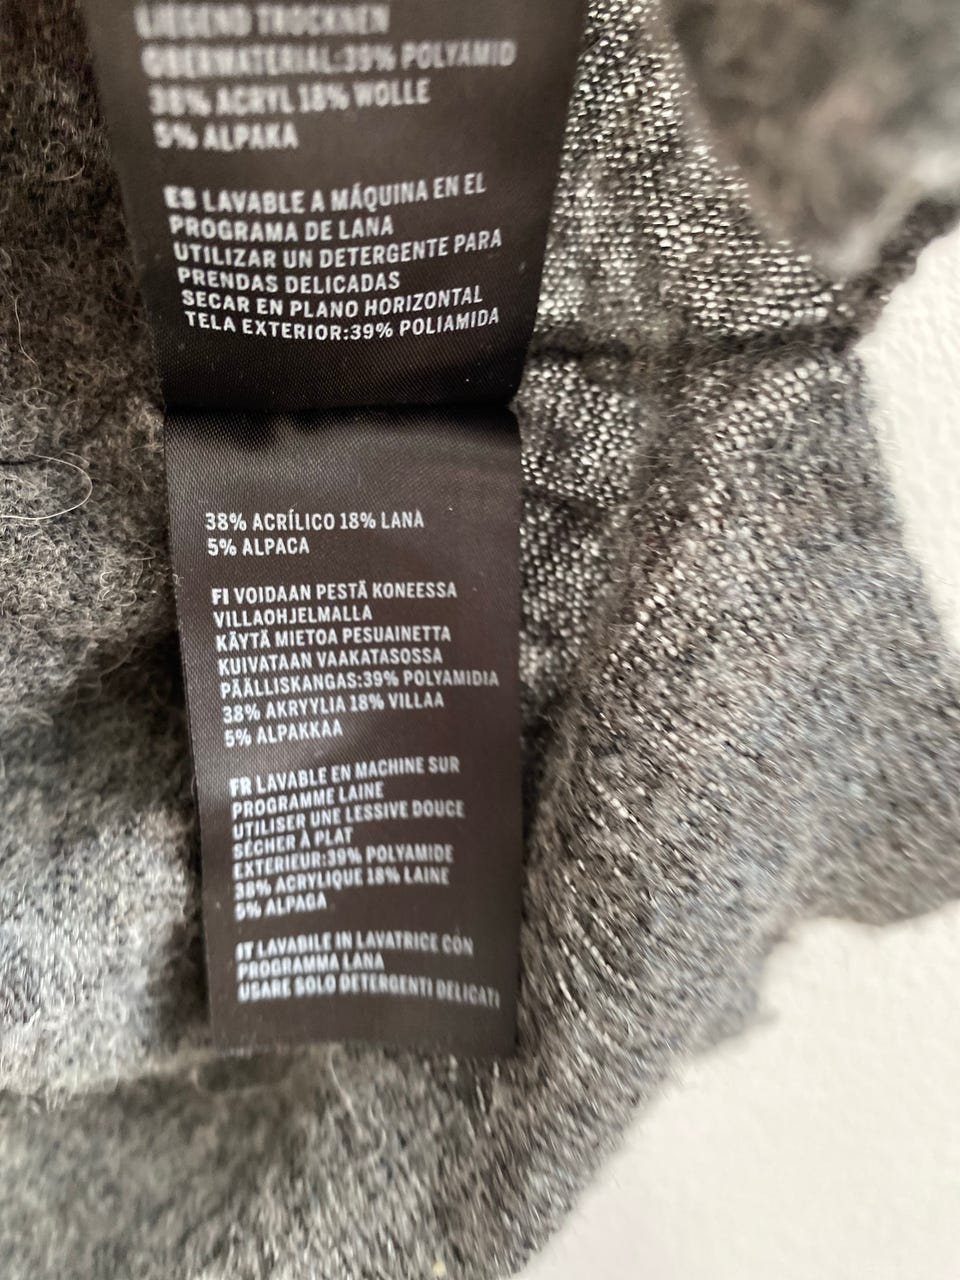 LIEGEND TROCKNEN
OBERMATERIAL:39% POLYAMID
38% ACRYL 18% WOLLE
5% ALPAKA
ES LAVABLE A MÁQUINA EN EL
PROGRAMA DE LANA
UTILIZAR UN DETERGENTE PARA
PRENDAS DELICADAS
SECAR EN PLANO HORIZONTAL
TELA EXTERIOR:39% POLIAMIDA
38% ACRÍLICO 18% LANA
5% ALPACA
FI VOIDAAN PESTÄ KONEESSA
VILLAOHJELMALLA
KÄYTÄ MIETOA PESUAINETTA
KUIVATAAN VAAKATASOSSA
PÄÄLLISKANGAS:39% POLYAMIDIA
38% AKRYYLIA 18% VILLAA
5% ALPAKKAA
FR LAVABLE EN MACHINE SUR
PROGRAMME LAINE
UTILISER UNE LESSIVE DOUCE
SÉCHER À PLAT
EXTERIEUR:39% POLYAMIDE
38% ACRYLIQUE 18% LAINE
5% ALPAGA
IT LAVABILE IN LAVATRICE CON
PROGRAMMA LANA
USARE SOLO DETERGENTI DELICATI